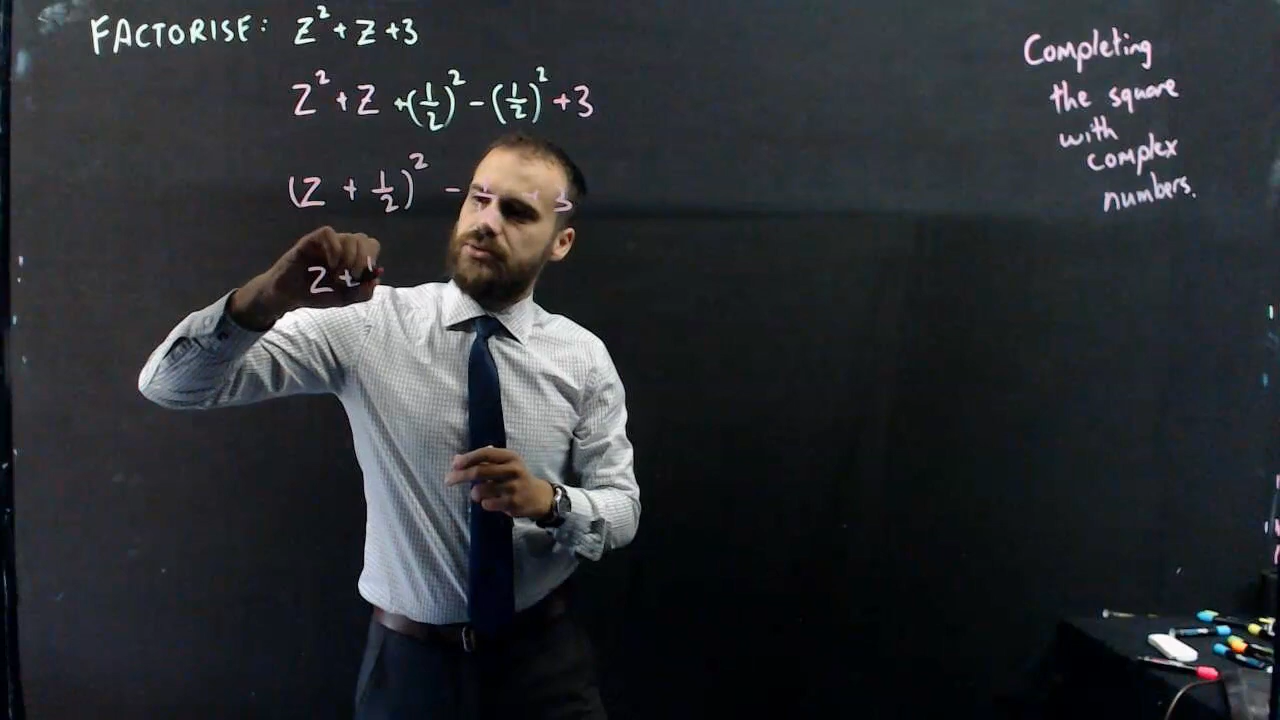 FACTORISE: z² + z + 3
z² + z + (1/2)² - (1/2)² + 3
(z + 1/2)² - 3
z +
Completing
the square
with
complex
numbers.